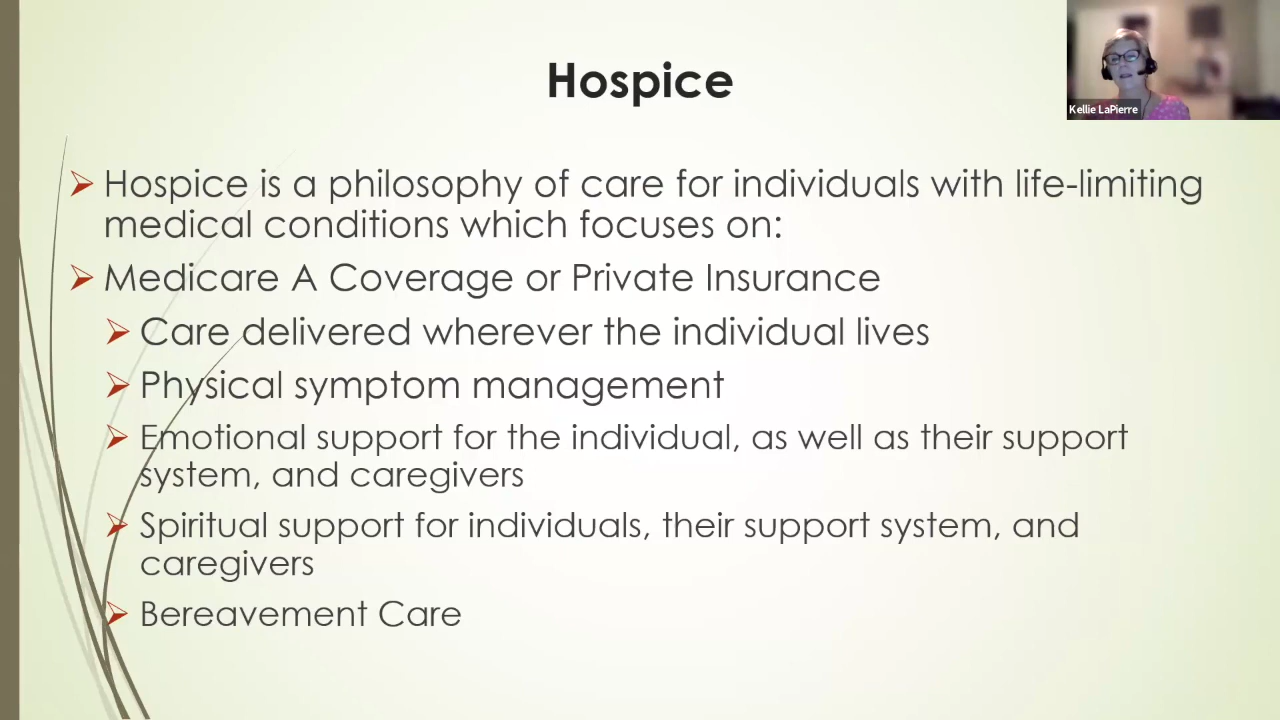 Hospice
Kellie LaPierre
Hospice is a philosophy of care for individuals with life-limiting
medical conditions which focuses on:
Medicare A Coverage or Private Insurance
Care delivered wherever the individual lives
Physical symptom management
Emotional support for the individual, as well as their support
system, and caregivers
Spiritual support for individuals, their support system, and
caregivers
Bereavement Care